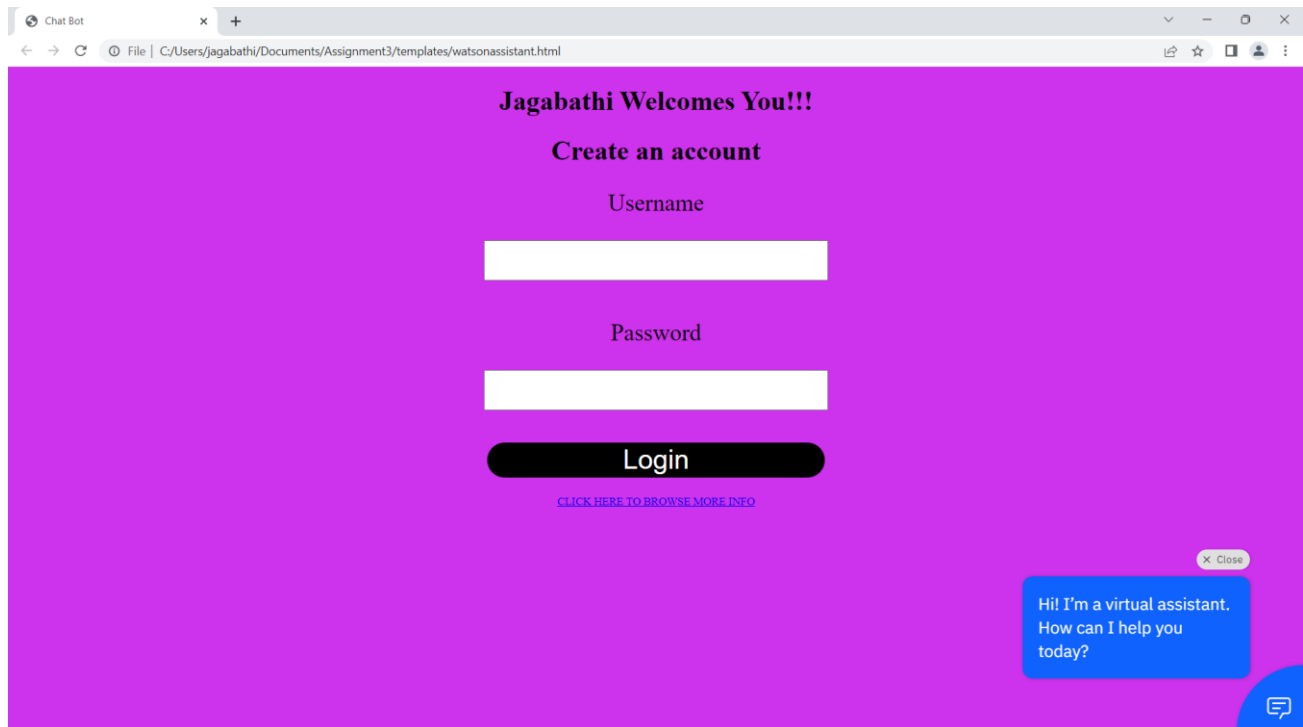 Chat Bot
File | C:/Users/jagabathi/Documents/Assignment3/templates/watsonassistant.html
Jagabathi Welcomes You!!!
Create an account
Username
Password
Login
CLICK HERE TO BROWSE MORE INFO
Close
Hi! I'm a virtual assistant.
How can I help you
today?